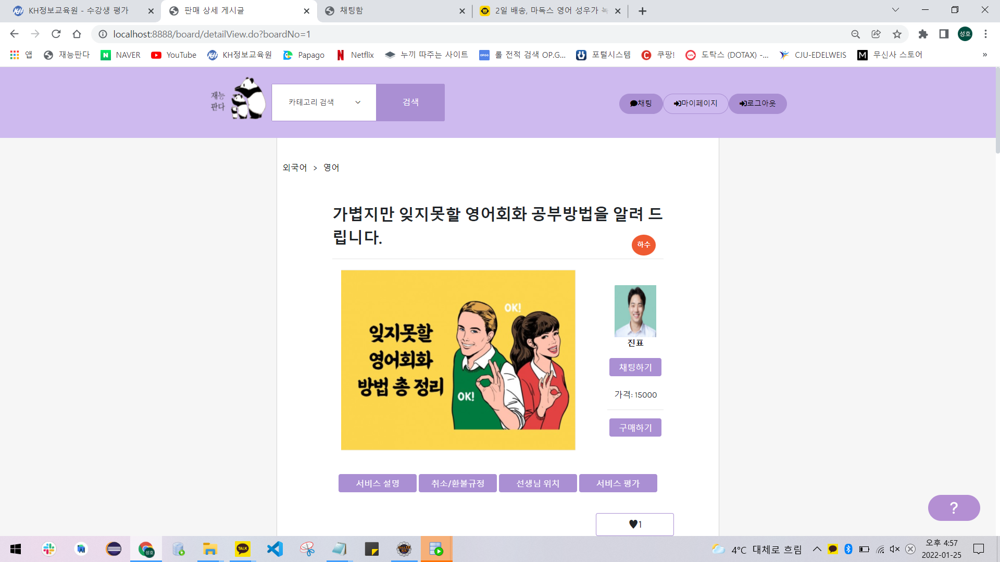 KH정보교육원 - 수강생 평가
판매 상세 게시글
채팅함
2일 배송, 마독스 영어 성우가 녹
localhost:8888/board/detailView.do?boardNo=1
성호
앱
재능판다
NAVER
YouTube
KH정보교육원
Papago
Netflix
누끼 따주는 사이트
OP.GG
롤 전적 검색 OP.G...
포털시스템
쿠팡!
도탁스 (DOTAX) -...
CJU-EDELWEIS
무신사 스토어
»
재능
판다
카테고리 검색
검색
채팅
마이페이지
로그아웃
외국어 > 영어
가볍지만 잊지못할 영어회화 공부방법을 알려 드
립니다.
하수
잊지못할
영어회화
방법 총 정리
OK!
OK!
진표
채팅하기
가격: 15000
구매하기
서비스 설명
취소/환불규정
선생님 위치
서비스 평가
♥1
?
TALK
4°C 대체로 흐림
오후 4:57
2022-01-25